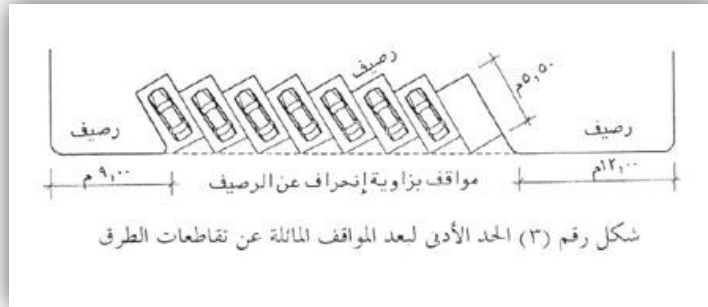 رصيف
٥,٥٠م
رصيف
رصيف
٩,٠٠ م
مواقف بزاوية إنحراف عن الرصيف
١٢,٠٠م
شكل رقم (٣) الحد الأدنى لبعد المواقف المائلة عن تقاطعات الطرق